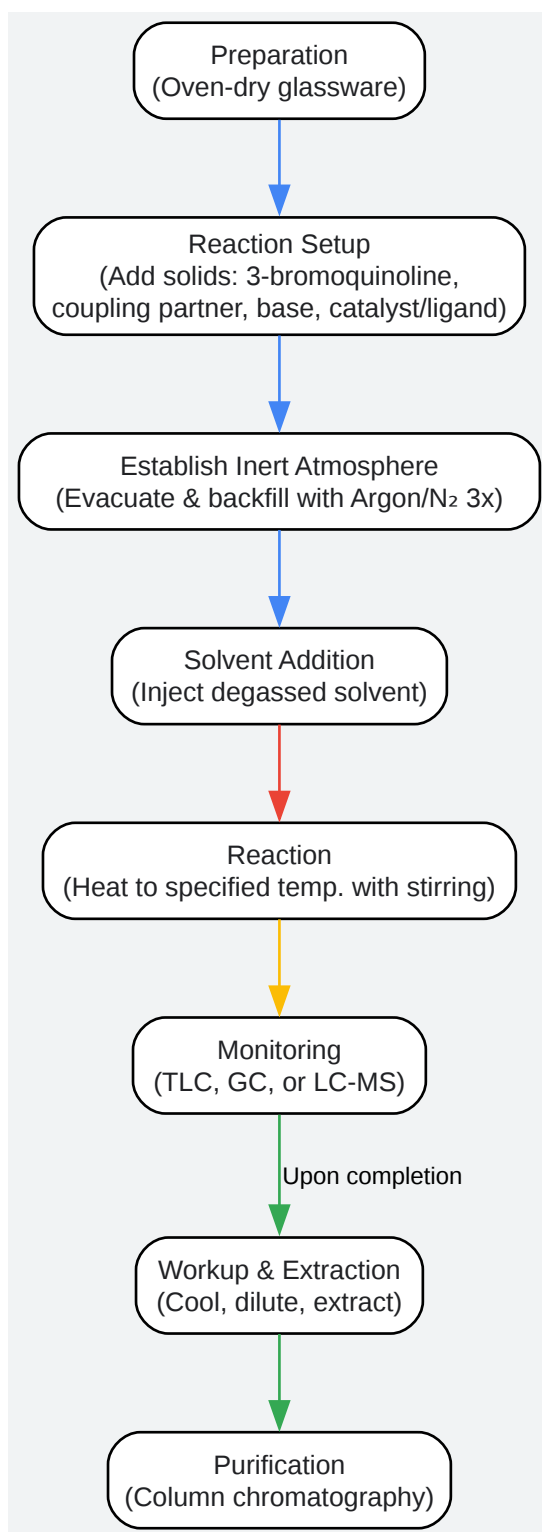 Preparation
(Oven-dry glassware)
Reaction Setup
(Add solids: 3-bromoquinoline,
coupling partner, base, catalyst/ligand)
Establish Inert Atmosphere
(Evacuate & backfill with Argon/N₂ 3x)
Solvent Addition
(Inject degassed solvent)
Reaction
(Heat to specified temp. with stirring)
Monitoring
(TLC, GC, or LC-MS)
Upon completion
Workup & Extraction
(Cool, dilute, extract)
Purification
(Column chromatography)